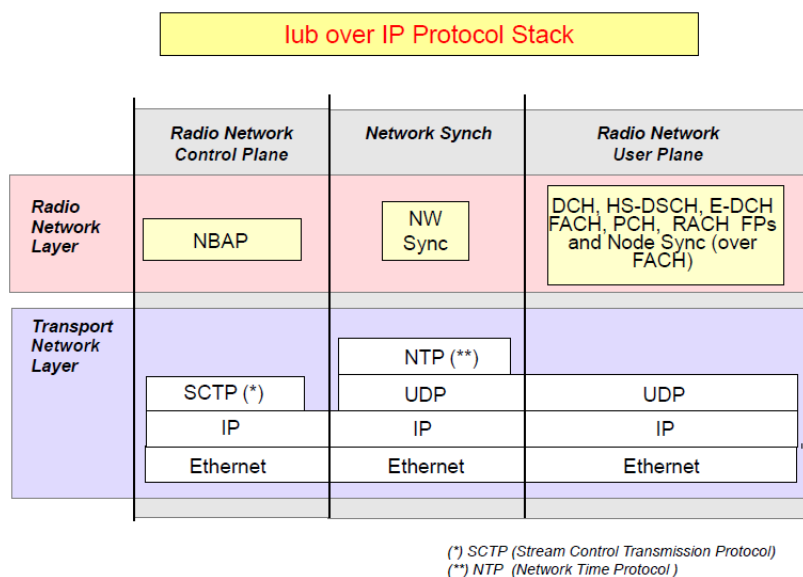 Iub over IP Protocol Stack
Radio Network
Control Plane
Network Synch
Radio Network
User Plane
Radio
Network
Layer
NBAP
NW
Sync
DCH, HS-DSCH, E-DCH
FACH, PCH, RACH FPs
and Node Sync (over
FACH)
Transport
Network
Layer
NTP (**)
SCTP (*)
UDP
UDP
IP
IP
IP
Ethernet
Ethernet
Ethernet
(*) SCTP (Stream Control Transmission Protocol)
(**) NTP (Network Time Protocol )